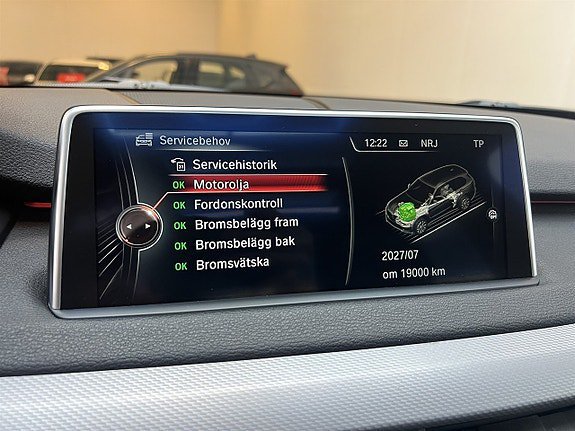 Servicebehov
12:22 NRJ TP
Servicehistorik
OK Motorolja
OK Fordonskontroll
OK Bromsbelägg fram
OK Bromsbelägg bak
OK Bromsvätska
2027/07
om 19000 km